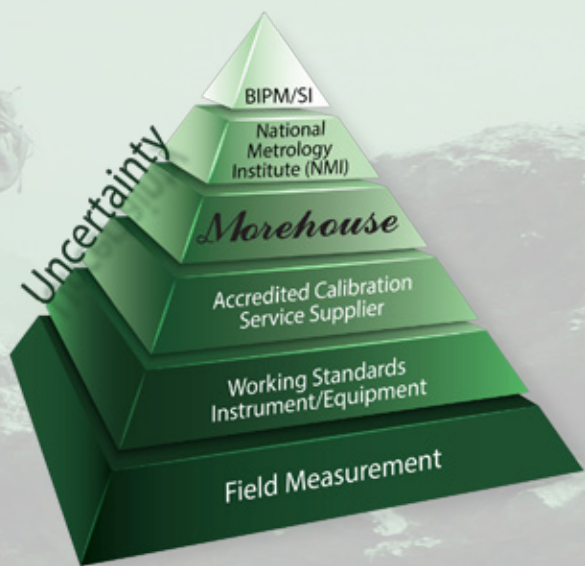 BIPM/SI
National
Metrology
Institute (NMI)
Morehouse
Accredited Calibration
Service Supplier
Working Standards
Instrument/Equipment
Field Measurement
Uncertainty